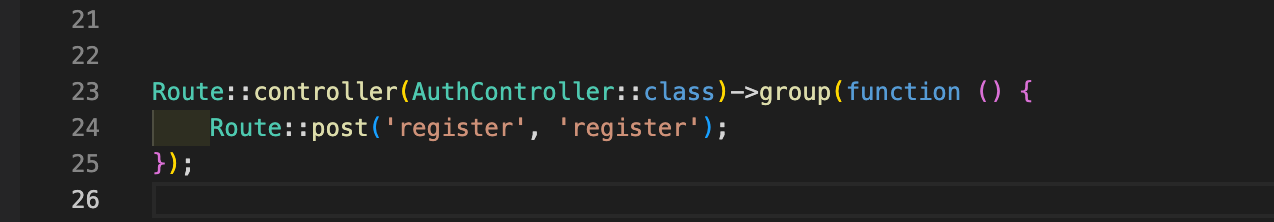 21
22
23 Route::controller(AuthController::class)->group(function () {
24     Route::post('register', 'register');
25 });
26